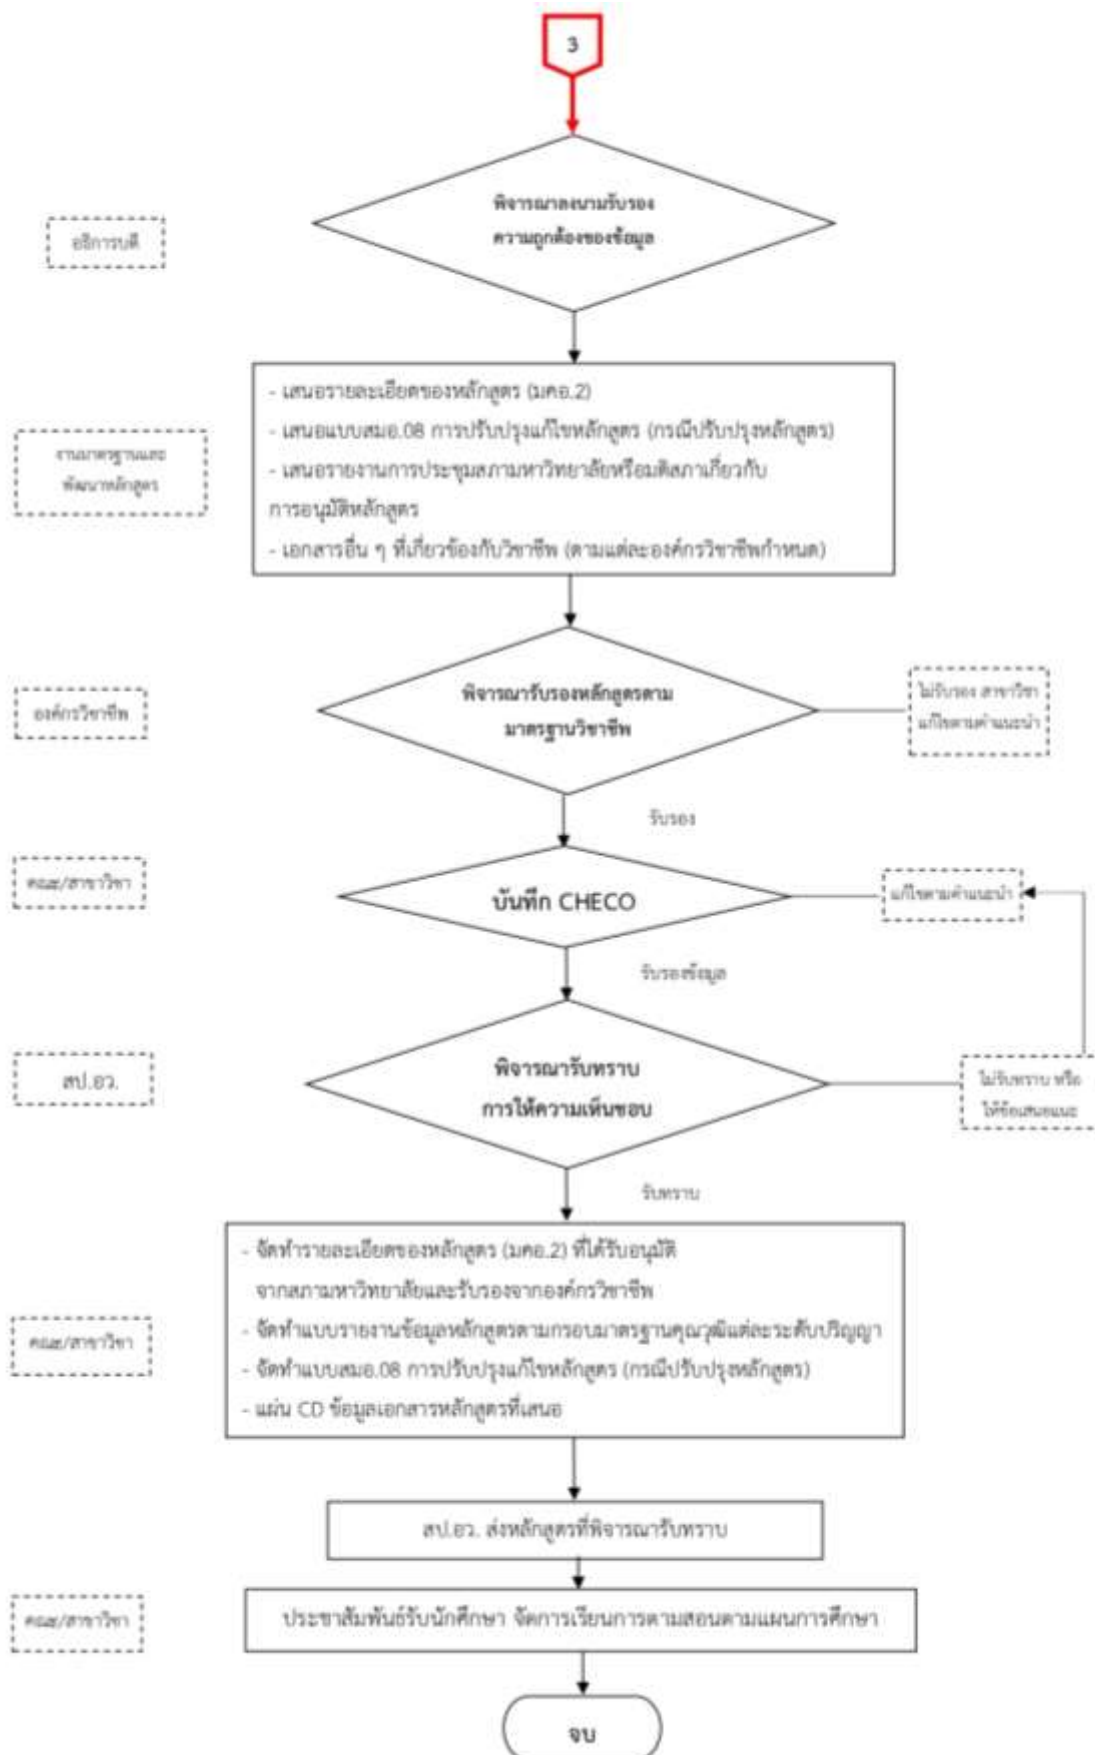 3
พิจารณาลงนามรับรอง
ความถูกต้องของข้อมูล
อธิการบดี
- เสนอรายละเอียดของหลักสูตร (มคอ.2)
- เสนอแบบสมอ.08 การปรับปรุงแก้ไขหลักสูตร (กรณีปรับปรุงหลักสูตร)
- เสนอรายงานการประชุมสภามหาวิทยาลัยหรือมติสภาเกี่ยวกับ
การอนุมัติหลักสูตร
- เอกสารอื่น ๆ ที่เกี่ยวข้องกับวิชาชีพ (ตามแต่ละองค์กรวิชาชีพกำหนด)
งานมาตรฐานและ
พัฒนาหลักสูตร
พิจารณารับรองหลักสูตรตาม
มาตรฐานวิชาชีพ
องค์กรวิชาชีพ
ไม่รับรอง สาขาวิชา
แก้ไขตามคำแนะนำ
รับรอง
คณะ/สาขาวิชา
บันทึก CHECO
แก้ไขตามคำแนะนำ
รับรองข้อมูล
สป.อว.
พิจารณารับทราบ
การให้ความเห็นชอบ
ไม่รับทราบ หรือ
ให้ข้อเสนอแนะ
รับทราบ
- จัดทำรายละเอียดของหลักสูตร (มคอ.2) ที่ได้รับอนุมัติ
จากสภามหาวิทยาลัยและรับรองจากองค์กรวิชาชีพ
- จัดทำแบบรายงานข้อมูลหลักสูตรตามกรอบมาตรฐานคุณวุฒิแต่ละระดับปริญญา
- จัดทำแบบสมอ.08 การปรับปรุงแก้ไขหลักสูตร (กรณีปรับปรุงหลักสูตร)
- แผ่น CD ข้อมูลเอกสารหลักสูตรที่เสนอ
คณะ/สาขาวิชา
สป.อว. ส่งหลักสูตรที่พิจารณารับทราบ
คณะ/สาขาวิชา
ประชาสัมพันธ์รับนักศึกษา จัดการเรียนการตามสอนตามแผนการศึกษา
จบ